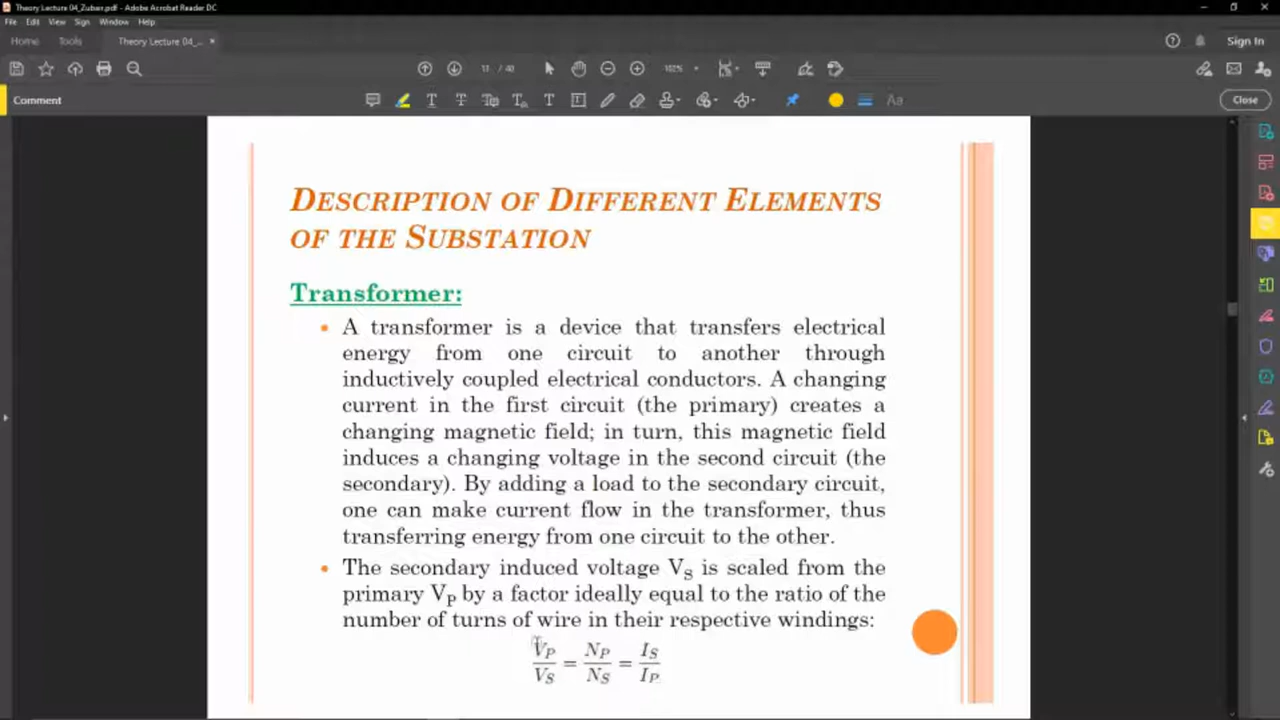 Theory Lecture 04_Zubair.pdf - Adobe Acrobat Reader DC
File Edit View Sign Window Help
Home Tools Theory Lecture 04_... × Sign In
/ 40
Comment Close
DESCRIPTION OF DIFFERENT ELEMENTS
OF THE SUBSTATION
Transformer:
• A transformer is a device that transfers electrical
energy from one circuit to another through
inductively coupled electrical conductors. A changing
current in the first circuit (the primary) creates a
changing magnetic field; in turn, this magnetic field
induces a changing voltage in the second circuit (the
secondary). By adding a load to the secondary circuit,
one can make current flow in the transformer, thus
transferring energy from one circuit to the other.
• The secondary induced voltage VS is scaled from the
primary VP by a factor ideally equal to the ratio of the
number of turns of wire in their respective windings:
VP/VS = NP/NS = IS/IP